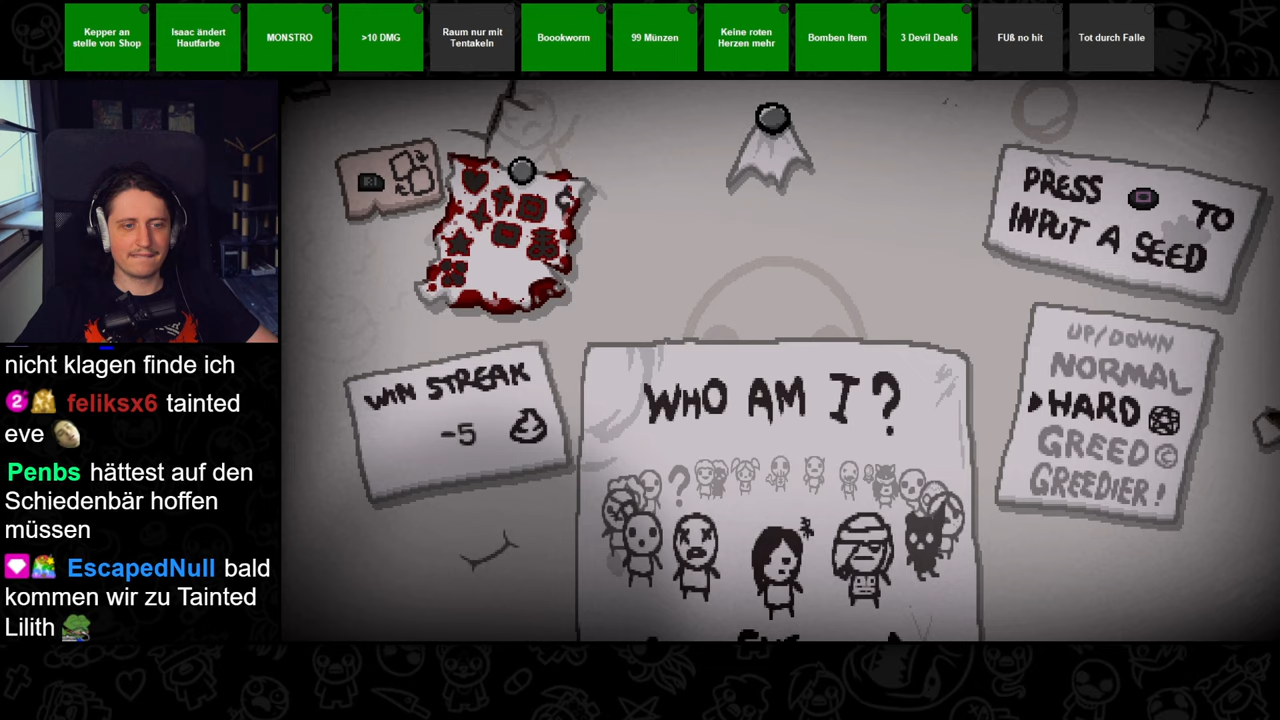 Kepper an
stelle von Shop
Isaac ändert
Hautfarbe
MONSTRO
>10 DMG
Raum nur mit
Tentakeln
Boookworm
99 Münzen
Keine roten
Herzen mehr
Bomben Item
3 Devil Deals
FUß no hit
Tot durch Falle
nicht klagen finde ich
2 feliksx6 tainted
eve
Penbs hättest auf den
Schiedenbär hoffen
müssen
EscapedNull bald
kommen wir zu Tainted
Lilith
WIN STREAK
-5
WHO AM I?
PRESS TO
INPUT A SEED
UP/DOWN
NORMAL
HARD
GREED
GREEDIER!